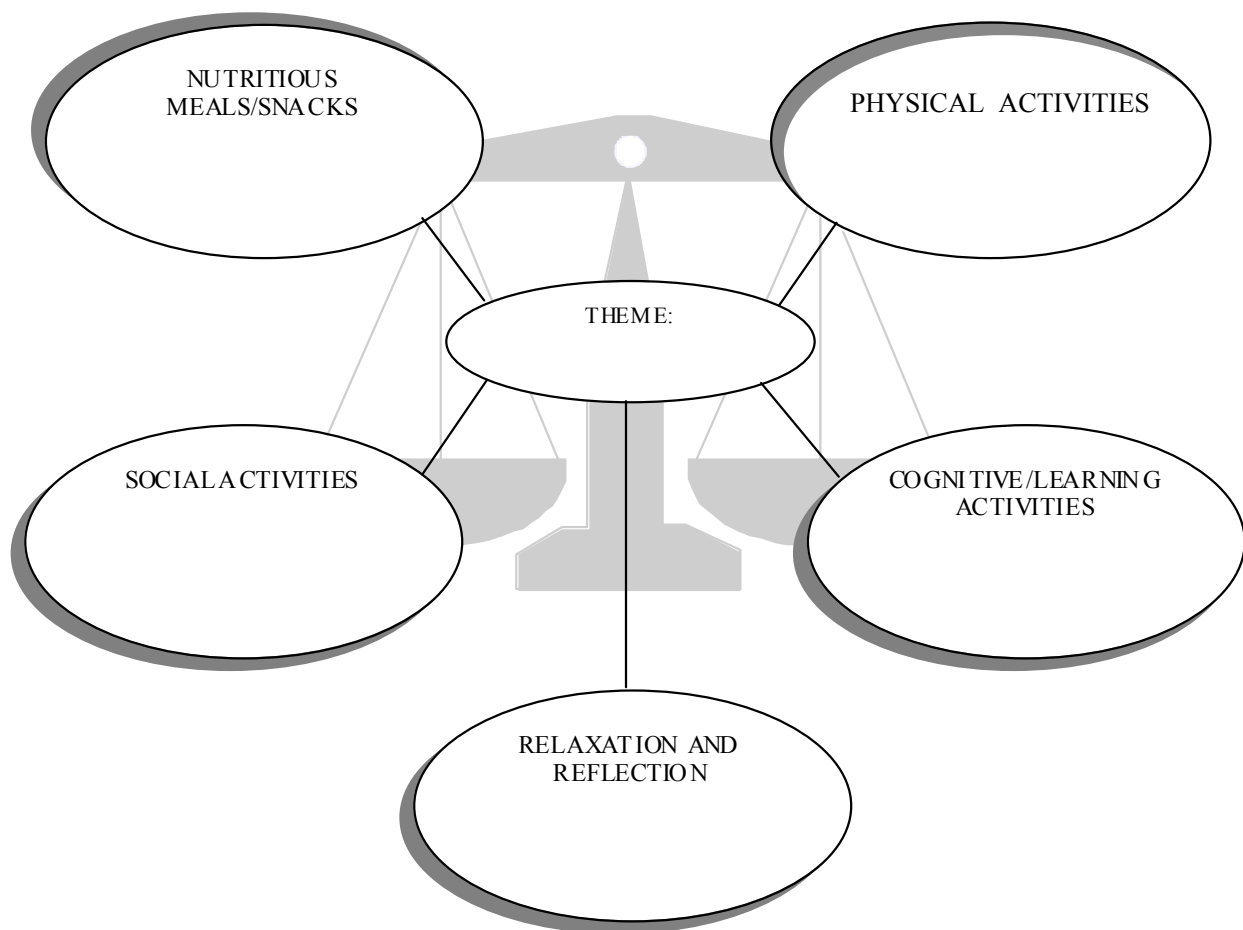 NUTRITIOUS
MEALS/SNACKS
PHYSICAL ACTIVITIES
THEME:
SOCIAL ACTIVITIES
COGNITIVE/LEARNING
ACTIVITIES
RELAXATION AND
REFLECTION